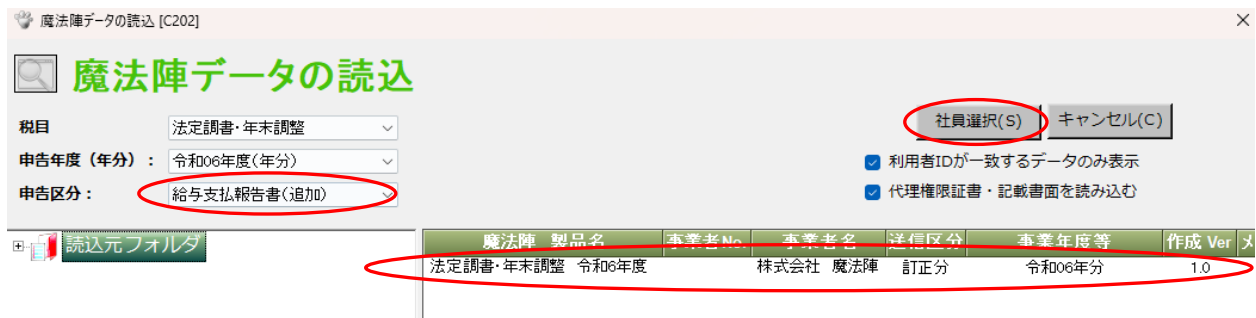 魔法陣データの読込 [C202]
魔法陣データの読込
税目 法定調書・年末調整 社員選択(S) キャンセル(C)
申告年度（年分）： 令和06年度(年分) 利用者IDが一致するデータのみ表示
申告区分： 給与支払報告書(追加) 代理権限証書・記載書面を読み込む
読込元フォルダ 魔法陣 製品名 事業者No. 事業者名 送信区分 事業年度等 作成 Ver メ
法定調書・年末調整 令和6年度 株式会社 魔法陣 訂正分 令和06年分 1.0